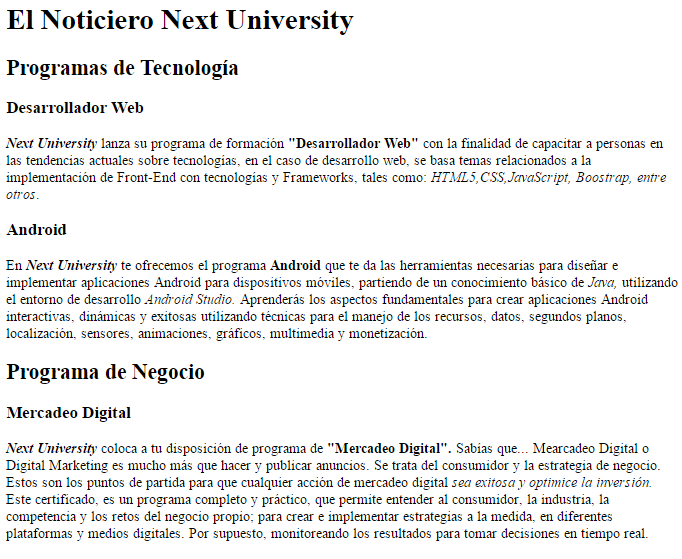 El Noticiero Next University
Programas de Tecnología
Desarrollador Web
Next University lanza su programa de formación "Desarrollador Web" con la finalidad de capacitar a personas en
las tendencias actuales sobre tecnologías, en el caso de desarrollo web, se basa temas relacionados a la
implementación de Front-End con tecnologías y Frameworks, tales como: HTML5,CSS,JavaScript, Boostrap, entre
otros.
Android
En Next University te ofrecemos el programa Android que te da las herramientas necesarias para diseñar e
implementar aplicaciones Android para dispositivos móviles, partiendo de un conocimiento básico de Java, utilizando
el entorno de desarrollo Android Studio. Aprenderás los aspectos fundamentales para crear aplicaciones Android
interactivas, dinámicas y exitosas utilizando técnicas para el manejo de los recursos, datos, segundos planos,
localización, sensores, animaciones, gráficos, multimedia y monetización.
Programa de Negocio
Mercadeo Digital
Next University coloca a tu disposición de programa de "Mercadeo Digital". Sabías que... Mearcadeo Digital o
Digital Marketing es mucho más que hacer y publicar anuncios. Se trata del consumidor y la estrategia de negocio.
Estos son los puntos de partida para que cualquier acción de mercadeo digital sea exitosa y optimice la inversión.
Este certificado, es un programa completo y práctico, que permite entender al consumidor, la industria, la
competencia y los retos del negocio propio; para crear e implementar estrategias a la medida, en diferentes
plataformas y medios digitales. Por supuesto, monitoreando los resultados para tomar decisiones en tiempo real.